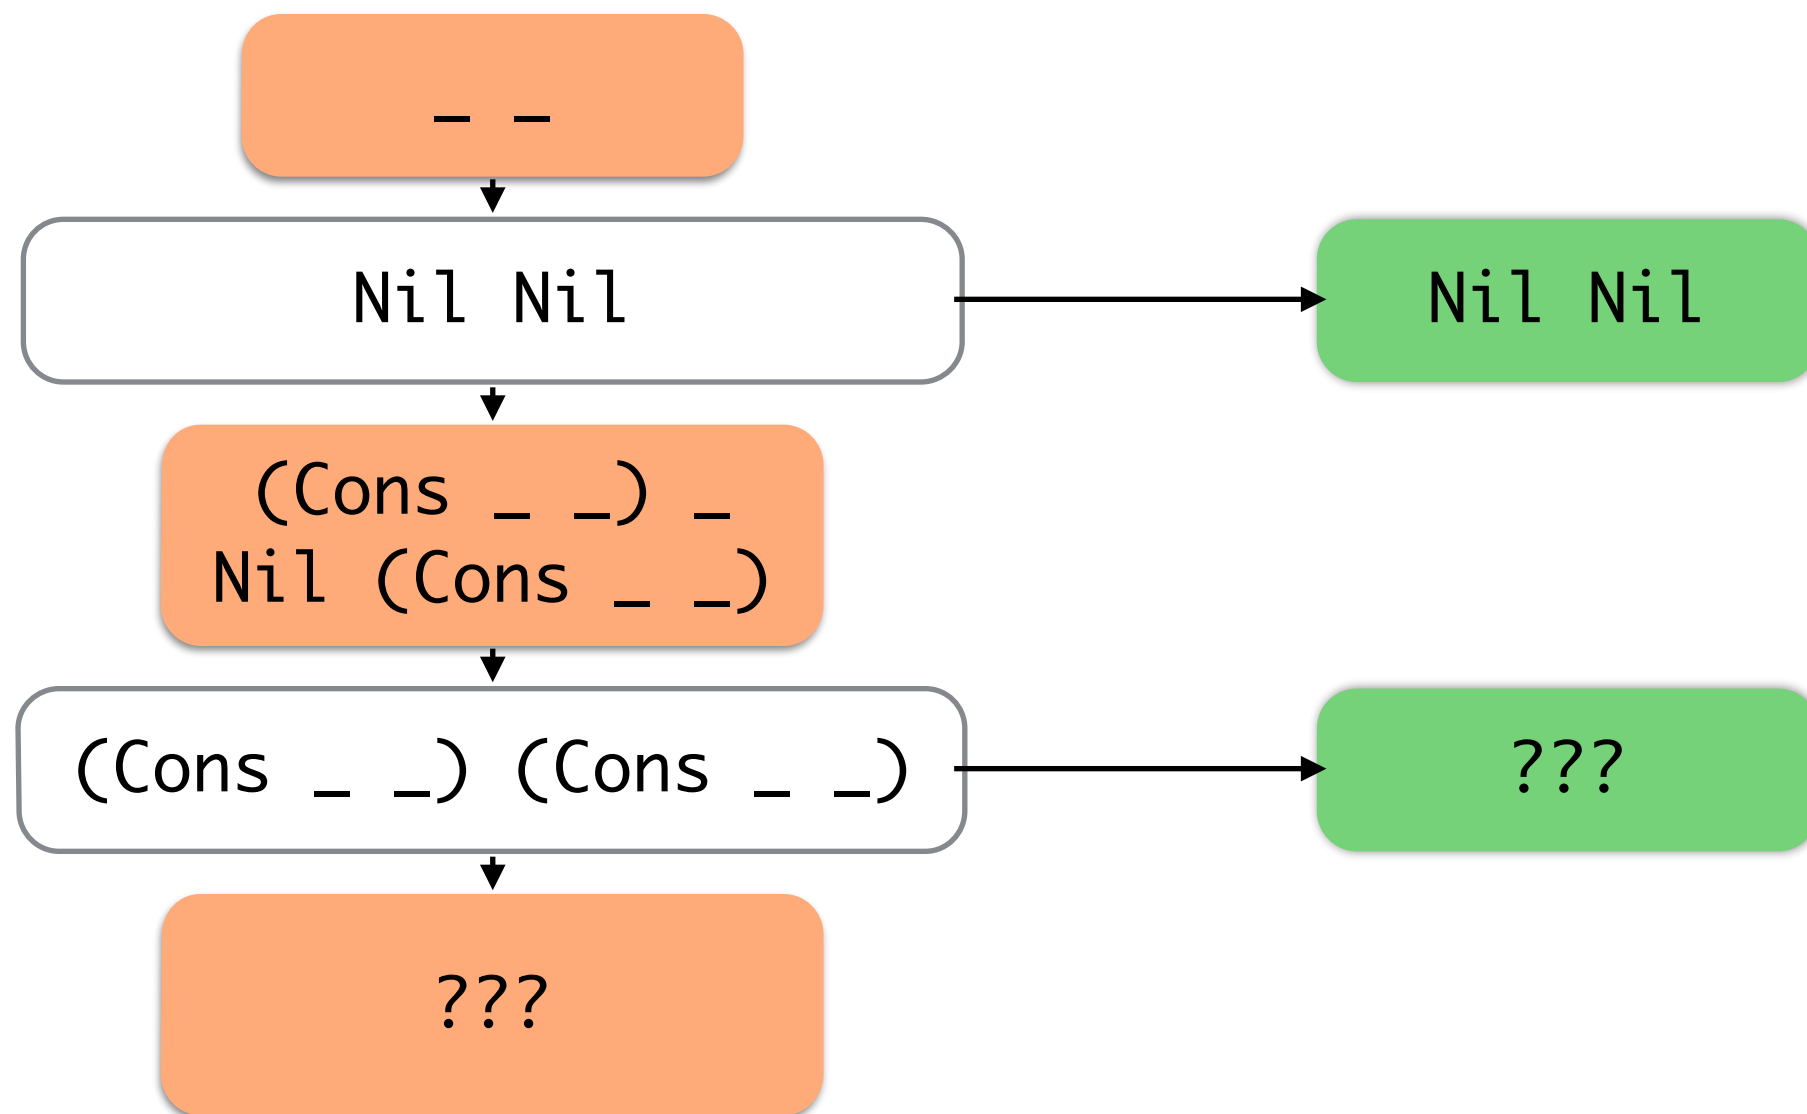 _ _
Nil Nil
Nil Nil
(Cons _ _) _
Nil (Cons _ _)
(Cons _ _) (Cons _ _)
???
???